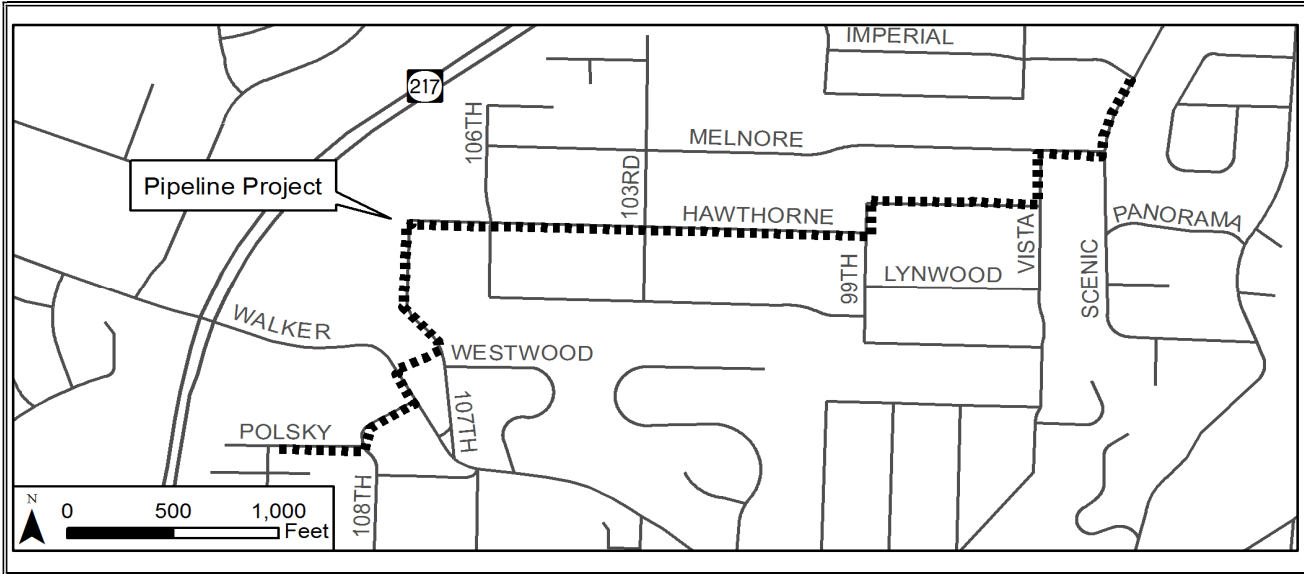 IMPERIAL
217
106TH
MELNORE
103RD
Pipeline Project
HAWTHORNE
VISTA
PANORAMA
99TH
LYNWOOD
SCENIC
WALKER
WESTWOOD
107TH
POLSKY
108TH
N
0 500 1,000
Feet